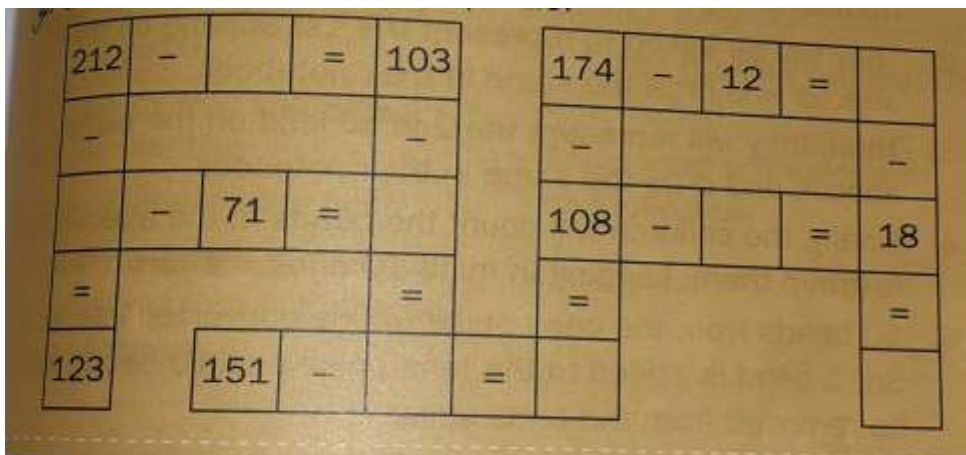 212 - = 103 174 - 12 =
- - - -
- 71 = 108 - = 18
= = = =
123 151 - =